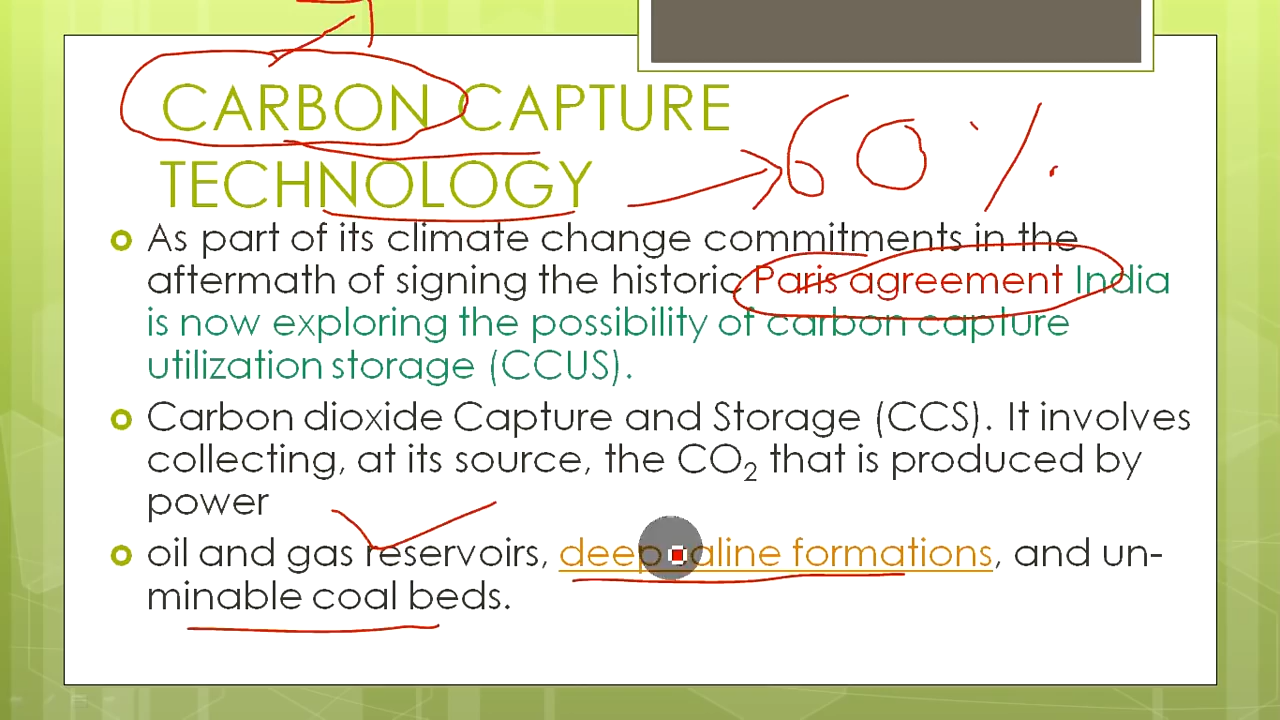 CARBON CAPTURE
TECHNOLOGY
60%
As part of its climate change commitments in the
aftermath of signing the historic Paris agreement India
is now exploring the possibility of carbon capture
utilization storage (CCUS).
Carbon dioxide Capture and Storage (CCS). It involves
collecting, at its source, the CO₂ that is produced by
power
oil and gas reservoirs, deep saline formations, and un-
minable coal beds.